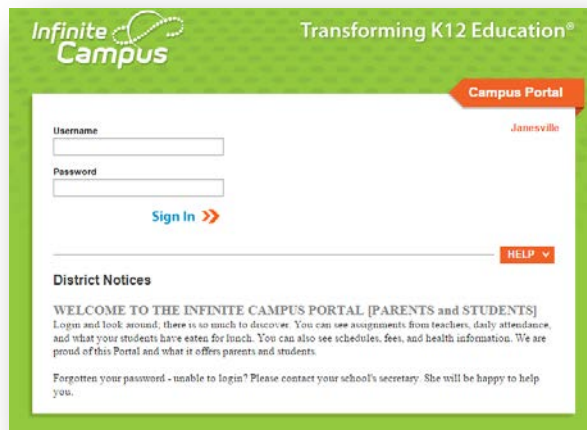 Infinite
Campus
Transforming K12 Education®
Campus Portal
Janesville
Username
Password
Sign In
HELP
District Notices
WELCOME TO THE INFINITE CAMPUS PORTAL [PARENTS and STUDENTS]
Login and look around; there is so much to discover. You can see assignments from teachers, daily attendance,
and what your students have eaten for lunch. You can also see schedules, fees, and health information. We are
proud of this Portal and what it offers parents and students.
Forgotten your password - unable to login? Please contact your school's secretary. She will be happy to help
you.